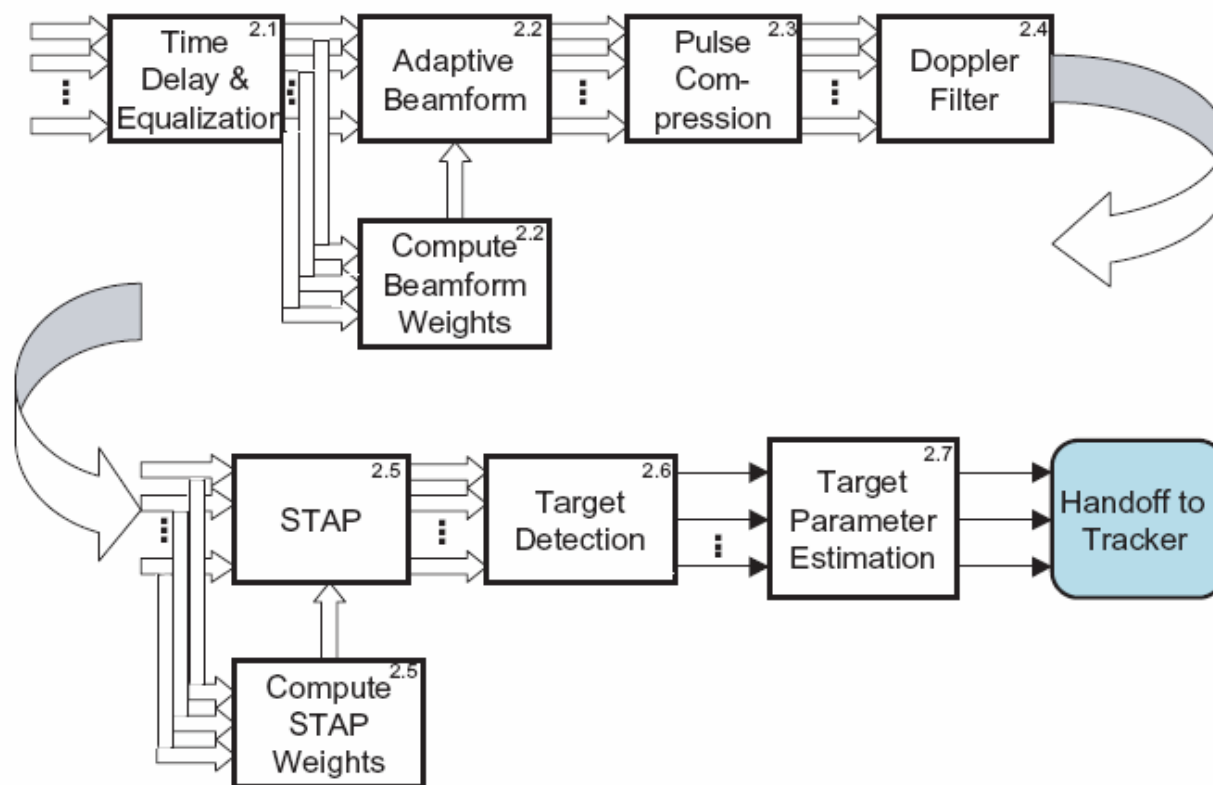 2.1
Time
Delay &
Equalization
2.2
Adaptive
Beamform
2.3
Pulse
Com-
pression
2.4
Doppler
Filter
2.2
Compute
Beamform
Weights
2.5
STAP
2.6
Target
Detection
2.7
Target
Parameter
Estimation
Handoff to
Tracker
2.5
Compute
STAP
Weights